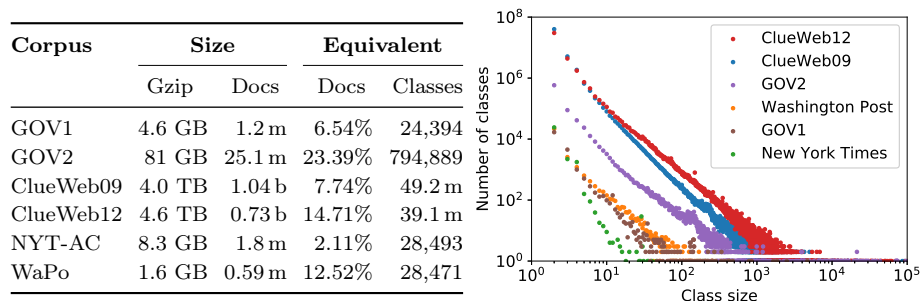 Corpus Size Equivalent
Gzip Docs Docs Classes
GOV1 4.6 GB 1.2 m 6.54% 24,394
GOV2 81 GB 25.1 m 23.39% 794,889
ClueWeb09 4.0 TB 1.04 b 7.74% 49.2 m
ClueWeb12 4.6 TB 0.73 b 14.71% 39.1 m
NYT-AC 8.3 GB 1.8 m 2.11% 28,493
WaPo 1.6 GB 0.59 m 12.52% 28,471
Number of classes
10^8
10^6
10^4
10^2
10^0
ClueWeb12
ClueWeb09
GOV2
Washington Post
GOV1
New York Times
10^0 10^1 10^2 10^3 10^4 10^5
Class size